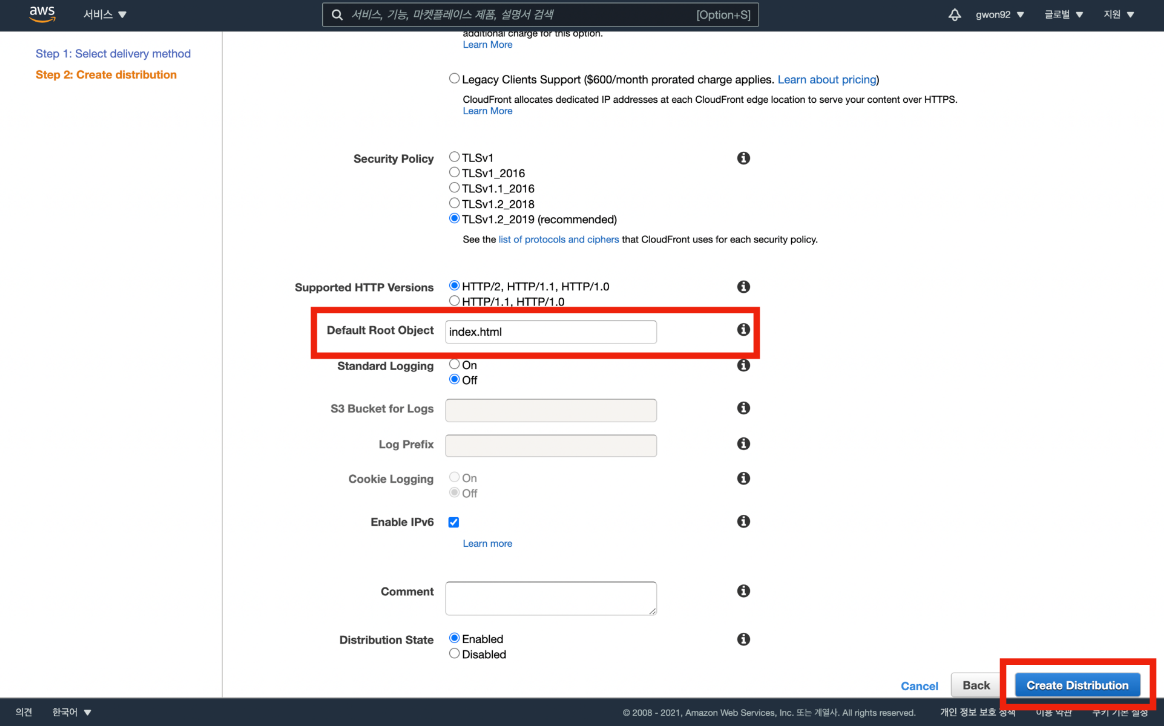 aws
서비스
서비스, 기능, 마켓플레이스 제품, 설명서 검색
[Option+S]
gwon92
글로벌
지원
Step 1: Select delivery method
Step 2: Create distribution
additional charge for this option.
Learn More
Legacy Clients Support ($600/month prorated charge applies. Learn about pricing)
CloudFront allocates dedicated IP addresses at each CloudFront edge location to serve your content over HTTPS.
Learn More
Security Policy
TLSv1
TLSv1_2016
TLSv1.1_2016
TLSv1.2_2018
TLSv1.2_2019 (recommended)
See the list of protocols and ciphers that CloudFront uses for each security policy.
Supported HTTP Versions
HTTP/2, HTTP/1.1, HTTP/1.0
HTTP/1.1, HTTP/1.0
Default Root Object
index.html
Standard Logging
On
Off
S3 Bucket for Logs
Log Prefix
Cookie Logging
On
Off
Enable IPv6
Learn more
Comment
Distribution State
Enabled
Disabled
Cancel
Back
Create Distribution
의견
한국어
© 2008 - 2021, Amazon Web Services, Inc. 또는 계열사. All rights reserved.
개인 정보 보호 정책
이용 약관
쿠키 기본 설정